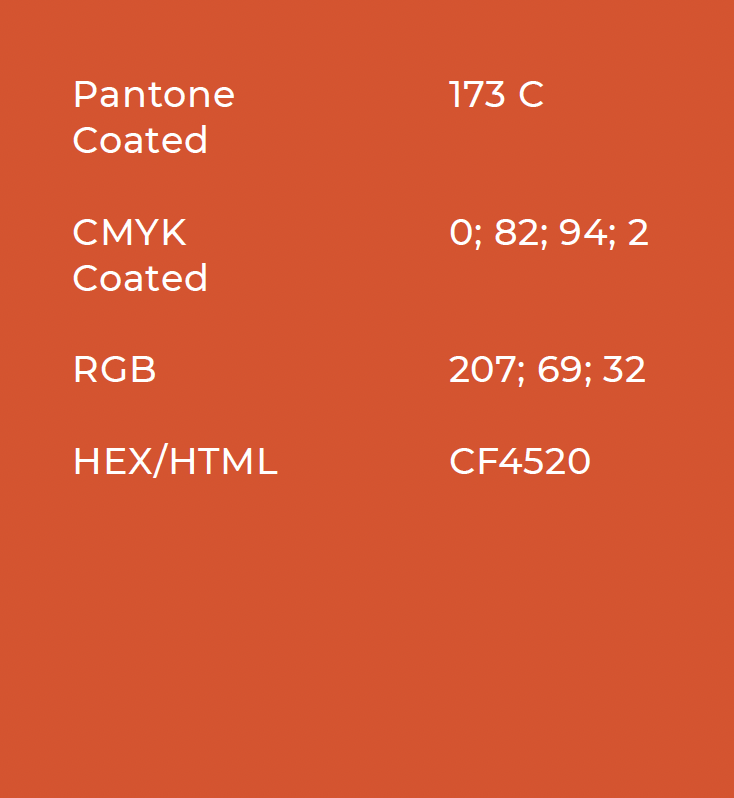 Pantone 173 C
Coated
CMYK 0; 82; 94; 2
Coated
RGB 207; 69; 32
HEX/HTML CF4520